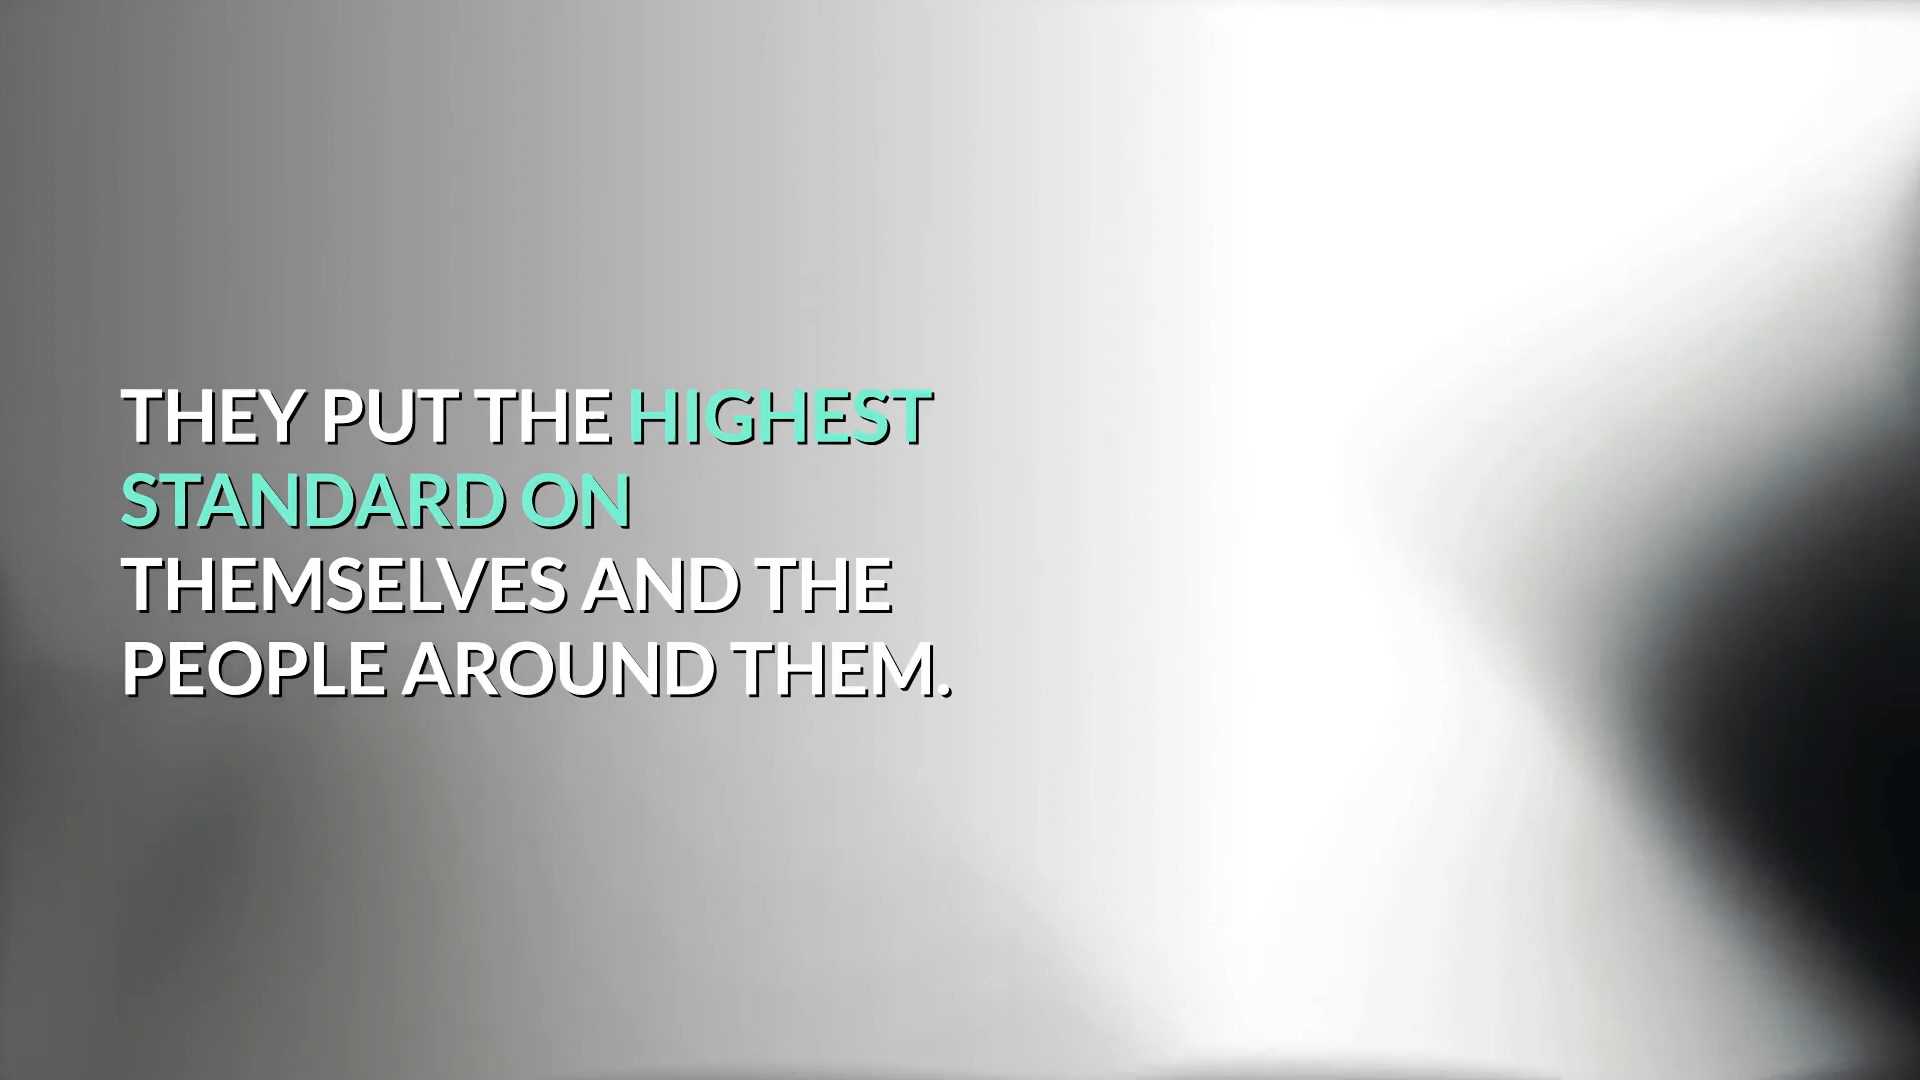 THEY PUT THE HIGHEST
STANDARD ON
THEMSELVES AND THE
PEOPLE AROUND THEM.